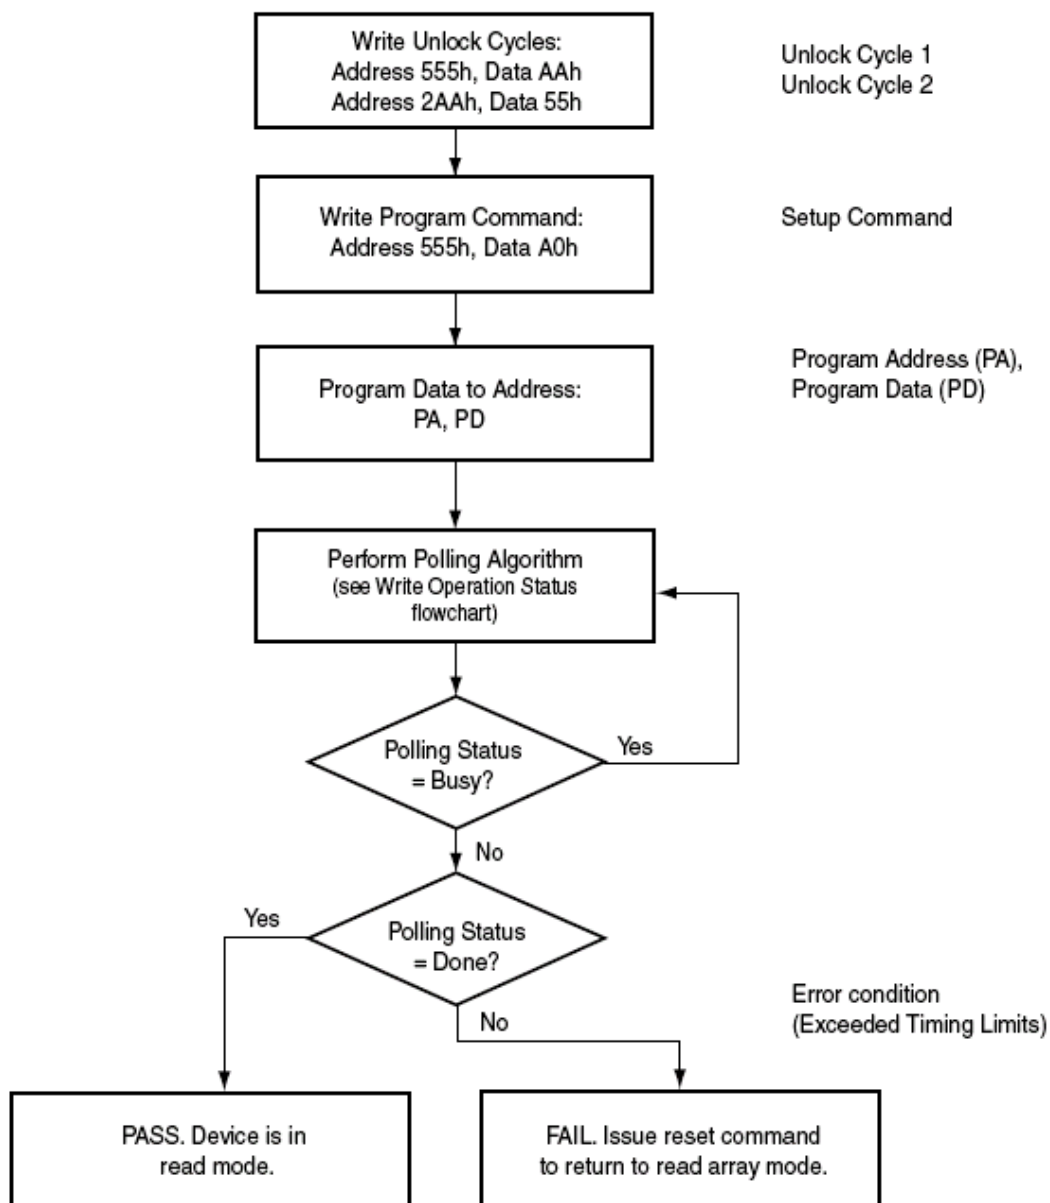 Write Unlock Cycles:
Address 555h, Data AAh
Address 2AAh, Data 55h
Unlock Cycle 1
Unlock Cycle 2
Write Program Command:
Address 555h, Data A0h
Setup Command
Program Data to Address:
PA, PD
Program Address (PA),
Program Data (PD)
Perform Polling Algorithm
(see Write Operation Status
flowchart)
Polling Status
= Busy?
Yes
No
Polling Status
= Done?
Yes
No
Error condition
(Exceeded Timing Limits)
PASS. Device is in
read mode.
FAIL. Issue reset command
to return to read array mode.